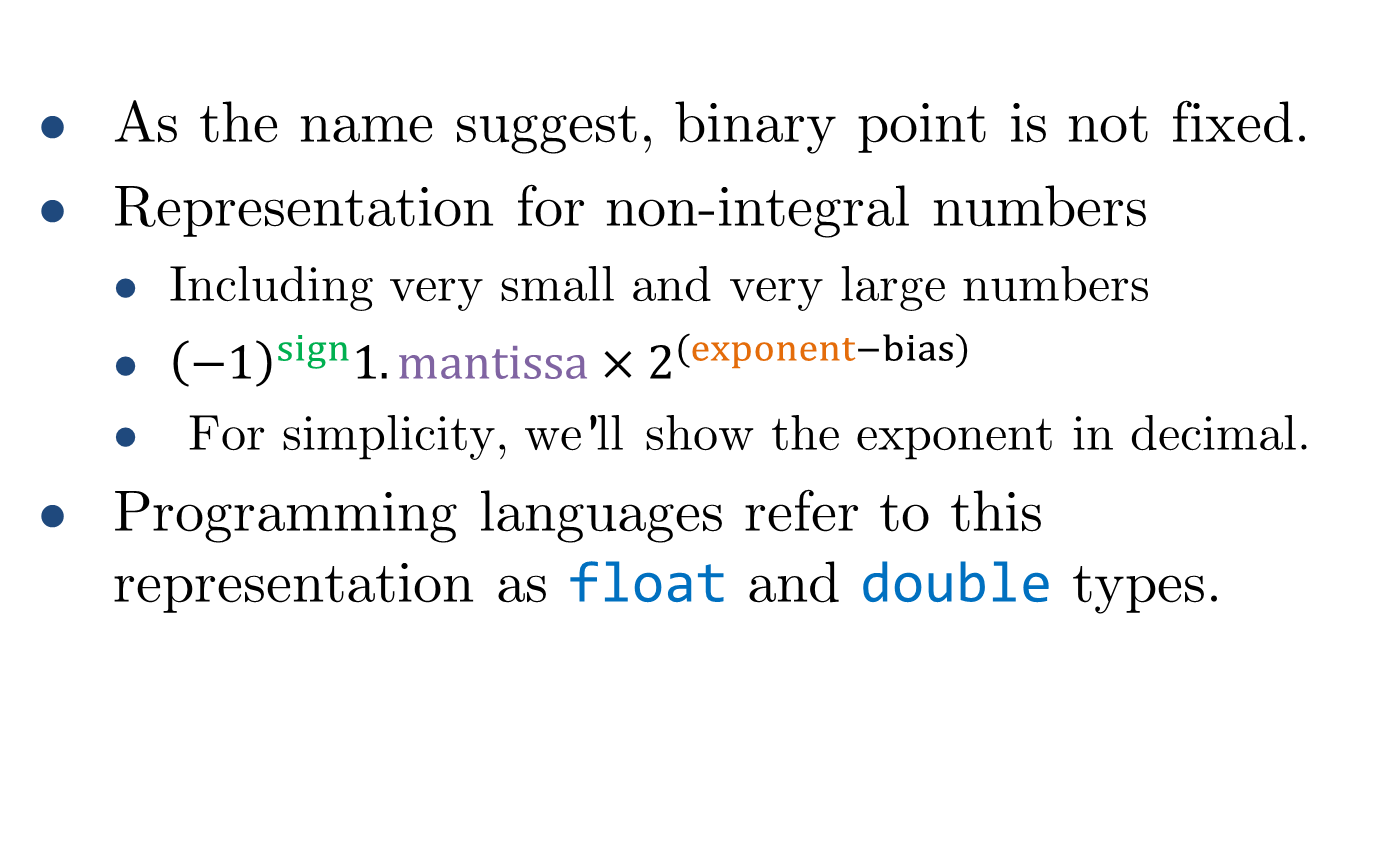 • As the name suggest, binary point is not fixed.
• Representation for non-integral numbers
• Including very small and very large numbers
• (−1)^sign 1. mantissa × 2^(exponent−bias)
• For simplicity, we'll show the exponent in decimal.
• Programming languages refer to this
representation as float and double types.